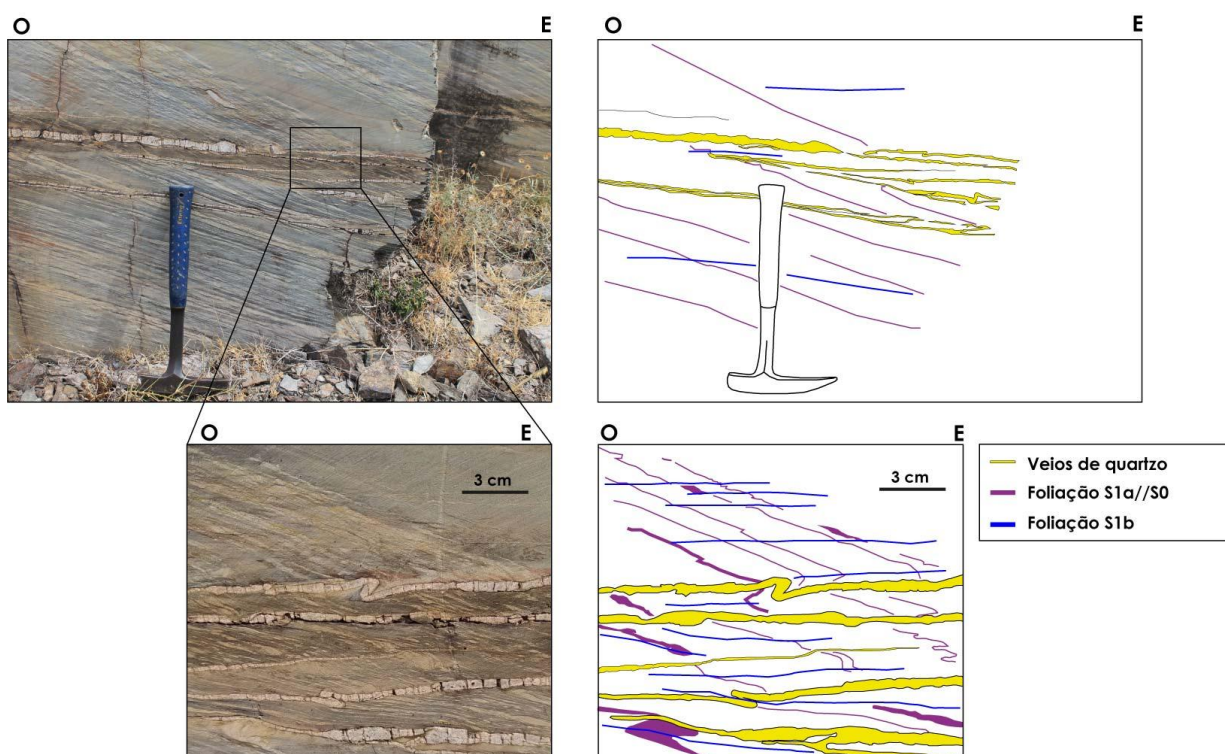 O E
O E
O E
3 cm
O E
3 cm
Veios de quartzo
Foliação S1a//S0
Foliação S1b